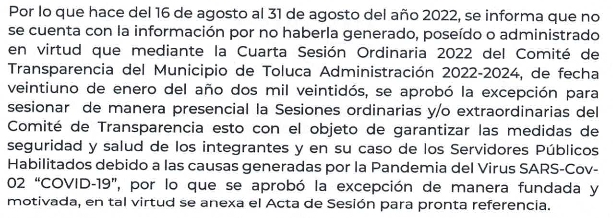 Por lo que hace del 16 de agosto al 31 de agosto del año 2022, se informa que no
se cuenta con la información por no haberla generado, poseído o administrado
en virtud que mediante la Cuarta Sesión Ordinaria 2022 del Comité de
Transparencia del Municipio de Toluca Administración 2022-2024, de fecha
veintiuno de enero del año dos mil veintidós, se aprobó la excepción para
sesionar de manera presencial la Sesiones ordinarias y/o extraordinarias del
Comité de Transparencia esto con el objeto de garantizar las medidas de
seguridad y salud de los integrantes y en su caso de los Servidores Públicos
Habilitados debido a las causas generadas por la Pandemia del Virus SARS-Cov-
02 “COVID-19”, por lo que se aprobó la excepción de manera fundada y
motivada, en tal virtud se anexa el Acta de Sesión para pronta referencia.